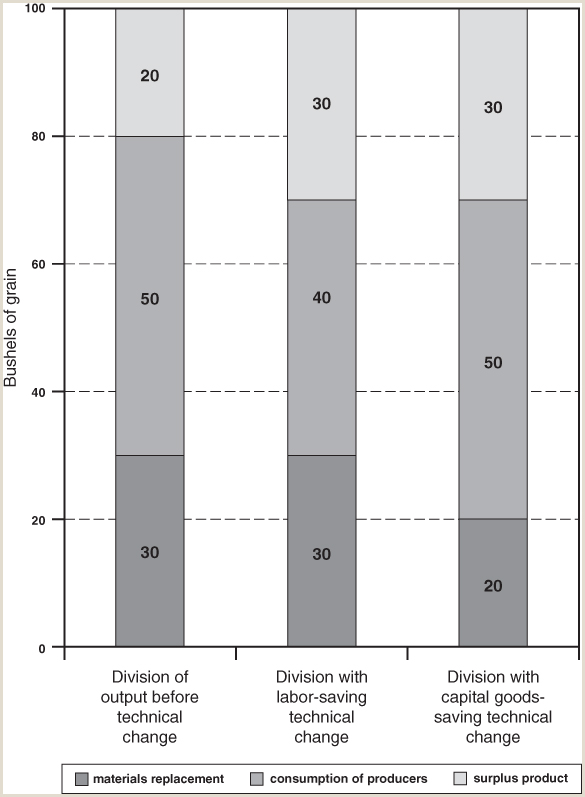 100
80
60
40
20
0
Bushels of grain
20
50
30
30
40
30
30
50
20
Division of
output before
technical
change
Division with
labor-saving
technical
change
Division with
capital goods-
saving technical
change
materials replacement
consumption of producers
surplus product